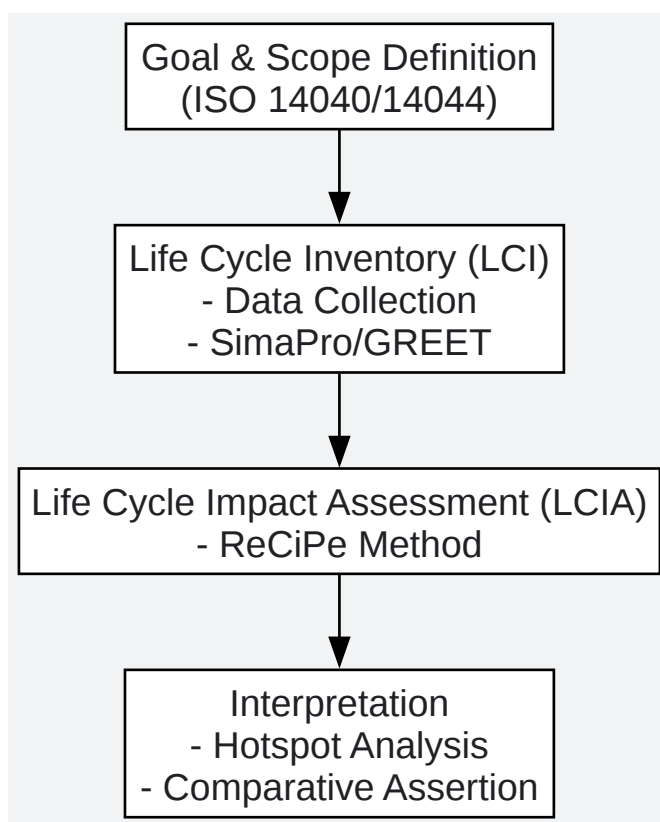 Goal & Scope Definition
(ISO 14040/14044)
Life Cycle Inventory (LCI)
- Data Collection
- SimaPro/GREET
Life Cycle Impact Assessment (LCIA)
- ReCiPe Method
Interpretation
- Hotspot Analysis
- Comparative Assertion